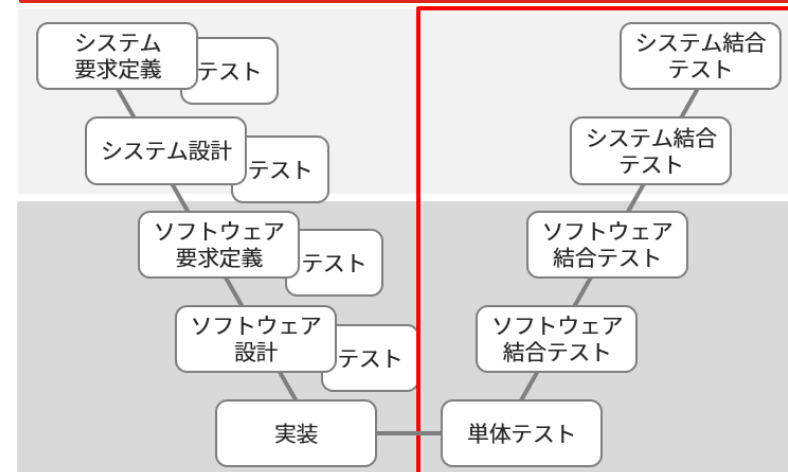 システム
要求定義
テスト
システム結合
テスト
システム設計
テスト
システム結合
テスト
ソフトウェア
要求定義
テスト
ソフトウェア
結合テスト
ソフトウェア
設計
テスト
ソフトウェア
結合テスト
実装
単体テスト